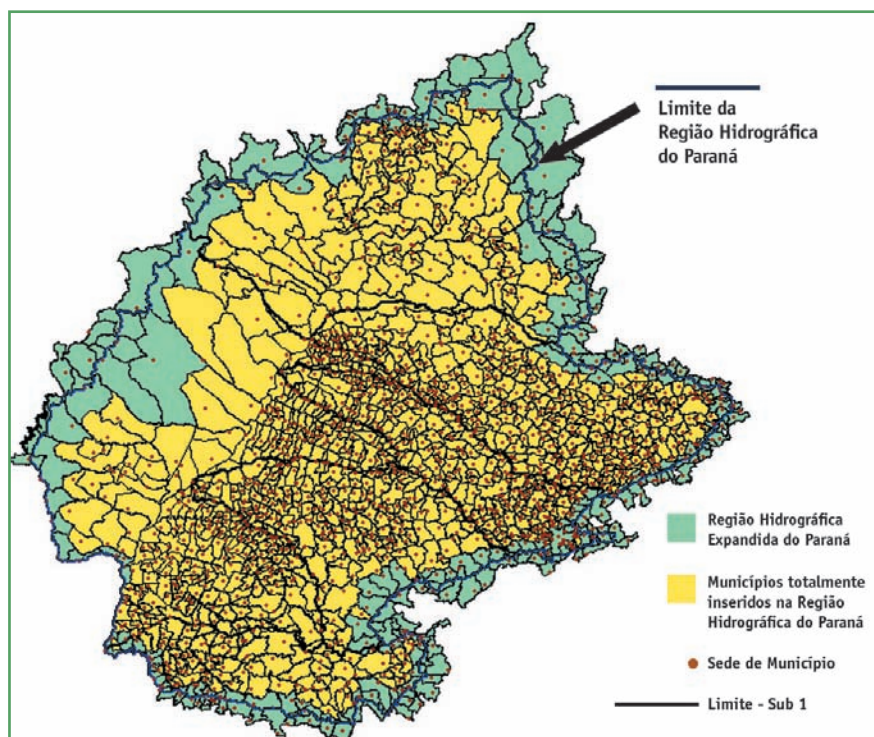 Limite da
Região Hidrográfica
do Paraná
Região Hidrográfica
Expandida do Paraná
Municípios totalmente
inseridos na Região
Hidrográfica do Paraná
Sede de Município
Limite - Sub 1